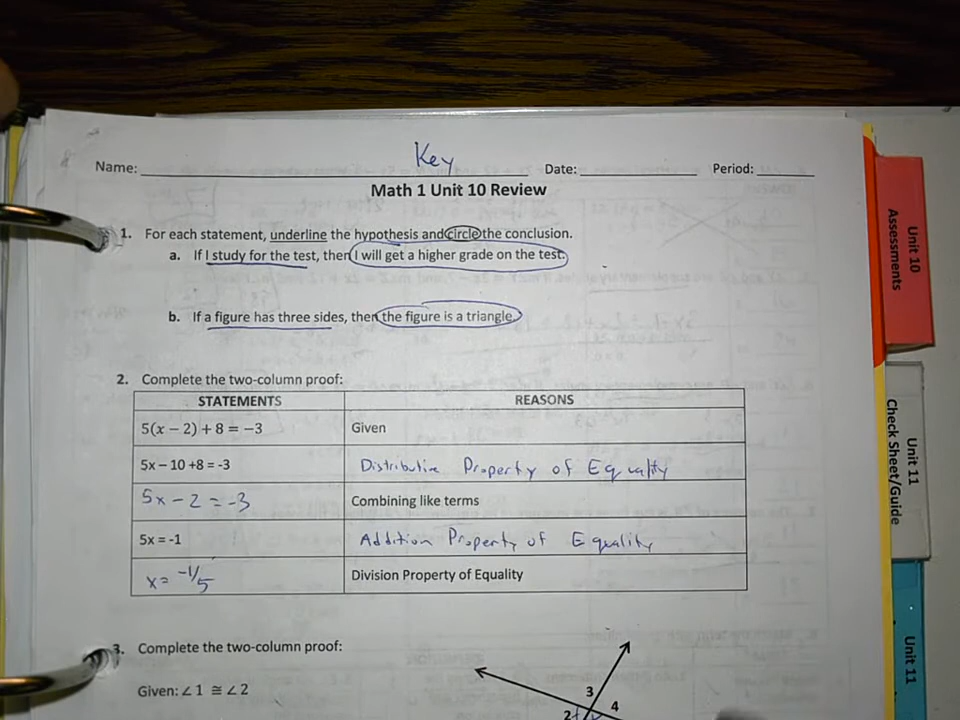 Key
Name: Date: Period:
Math 1 Unit 10 Review
1. For each statement, underline the hypothesis and circle the conclusion.
a. If I study for the test, then I will get a higher grade on the test.
b. If a figure has three sides, then the figure is a triangle.
2. Complete the two-column proof:
STATEMENTS REASONS
5(x − 2) + 8 = −3 Given
5x – 10 +8 = -3 Distributive Property of Equality
5x - 2 = -3 Combining like terms
5x = -1 Addition Property of Equality
x = -1/5 Division Property of Equality
3. Complete the two-column proof:
Given: ∠1 ≅ ∠2
3
4
2
Unit 10
Assessments
Unit 11
Check Sheet/Guide
Unit 11